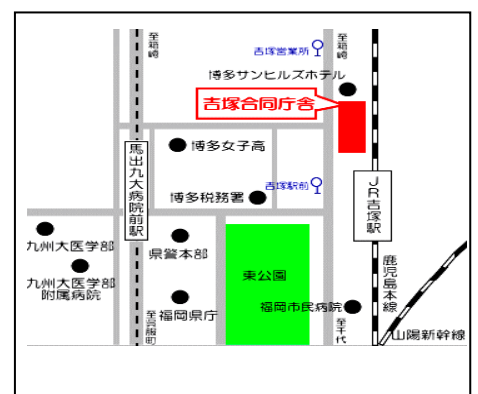 至箱崎
吉塚営業所
至箱崎
博多サンヒルズホテル
吉塚合同庁舎
馬出九大病院前駅
博多女子高
吉塚駅前
博多税務署
JR吉塚駅
九州大医学部
県警本部
東公園
鹿児島本線
九州大医学部
附属病院
至呉服町
福岡県庁
福岡市民病院
至千代
山陽新幹線